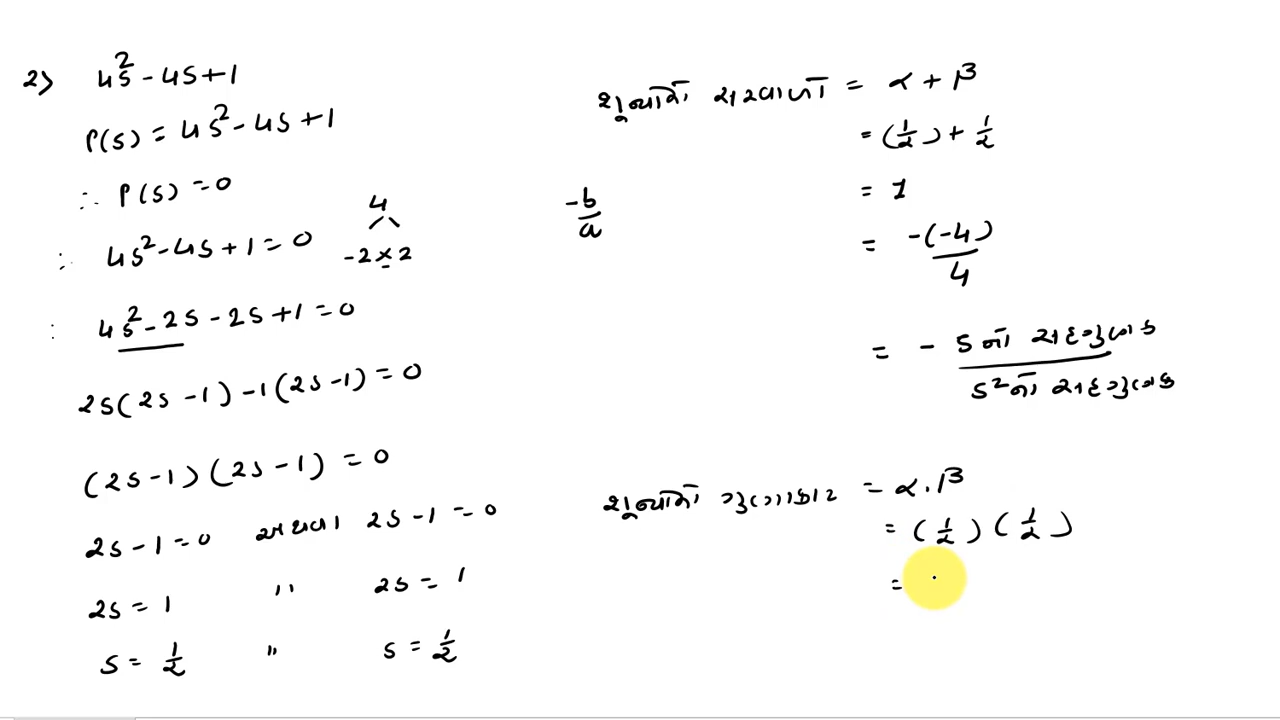 2) 4s² - 4s + 1
P(s) = 4s² - 4s + 1
∴ P(s) = 0
∴ 4s² - 4s + 1 = 0
4
-2 × 2
∴ 4s² - 2s - 2s + 1 = 0
2s(2s - 1) - 1(2s - 1) = 0
(2s - 1)(2s - 1) = 0
2s - 1 = 0 અથવા 2s - 1 = 0
2s = 1 " 2s = 1
s = 1/2 " s = 1/2
-b/a
શૂન્યોનો સરવાળો = α + β
= (1/2) + 1/2
= 1
= -(-4)/4
= - sનો સહગુણક / s²નો સહગુણક
શૂન્યોનો ગુણાકાર = α.β
= (1/2) (1/2)
=